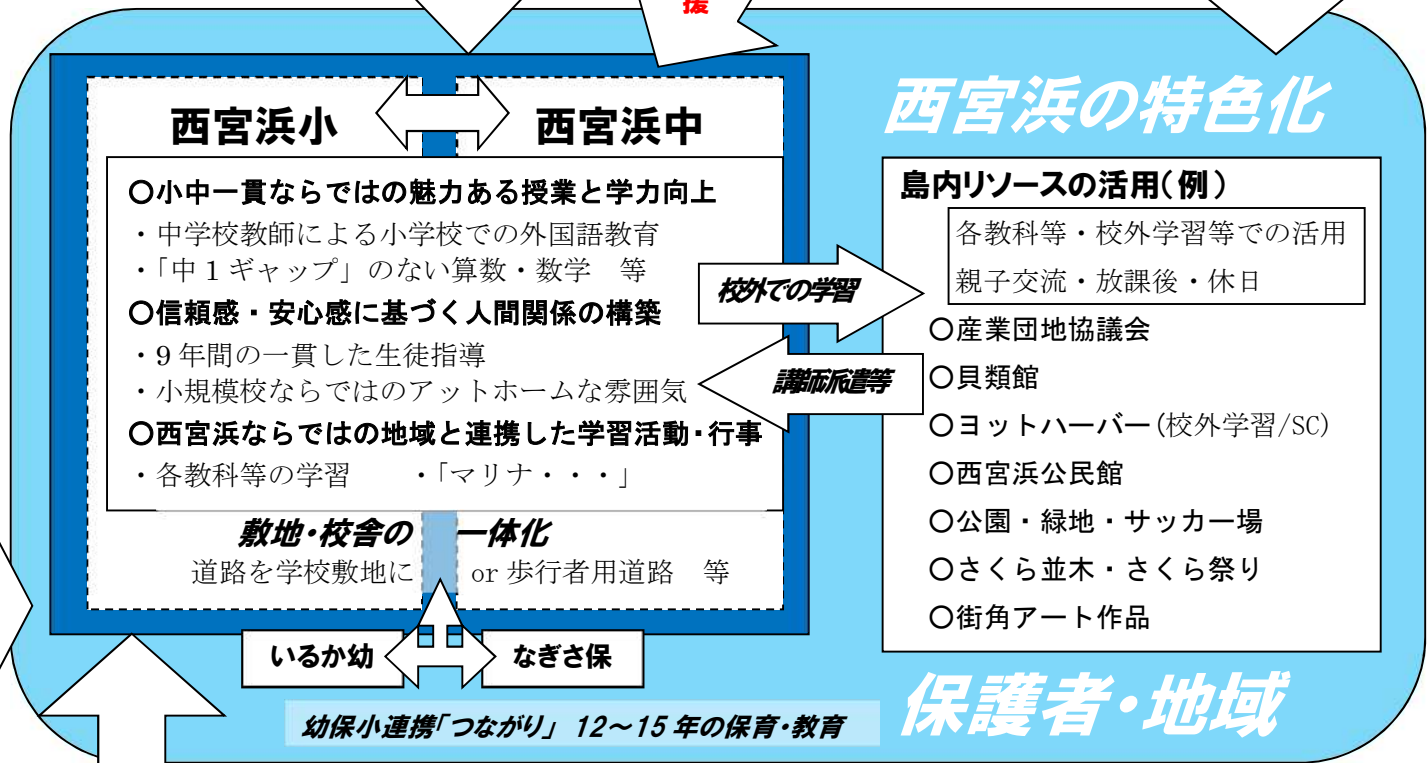 援
西宮浜小
西宮浜中
〇小中一貫ならではの魅力ある授業と学力向上
・中学校教師による小学校での外国語教育
・「中1ギャップ」のない算数・数学　等
〇信頼感・安心感に基づく人間関係の構築
・9年間の一貫した生徒指導
・小規模校ならではのアットホームな雰囲気
〇西宮浜ならではの地域と連携した学習活動・行事
・各教科等の学習　　・「マリナ・・・」
敷地・校舎の　一体化
道路を学校敷地に　or 歩行者用道路　等
いるか幼
なぎさ保
幼保小連携「つながり」 12～15年の保育・教育
校外での学習
講師派遣等
西宮浜の特色化
島内リソースの活用(例)
各教科等・校外学習等での活用
親子交流・放課後・休日
〇産業団地協議会
〇貝類館
〇ヨットハーバー(校外学習/SC)
〇西宮浜公民館
〇公園・緑地・サッカー場
〇さくら並木・さくら祭り
〇街角アート作品
保護者・地域